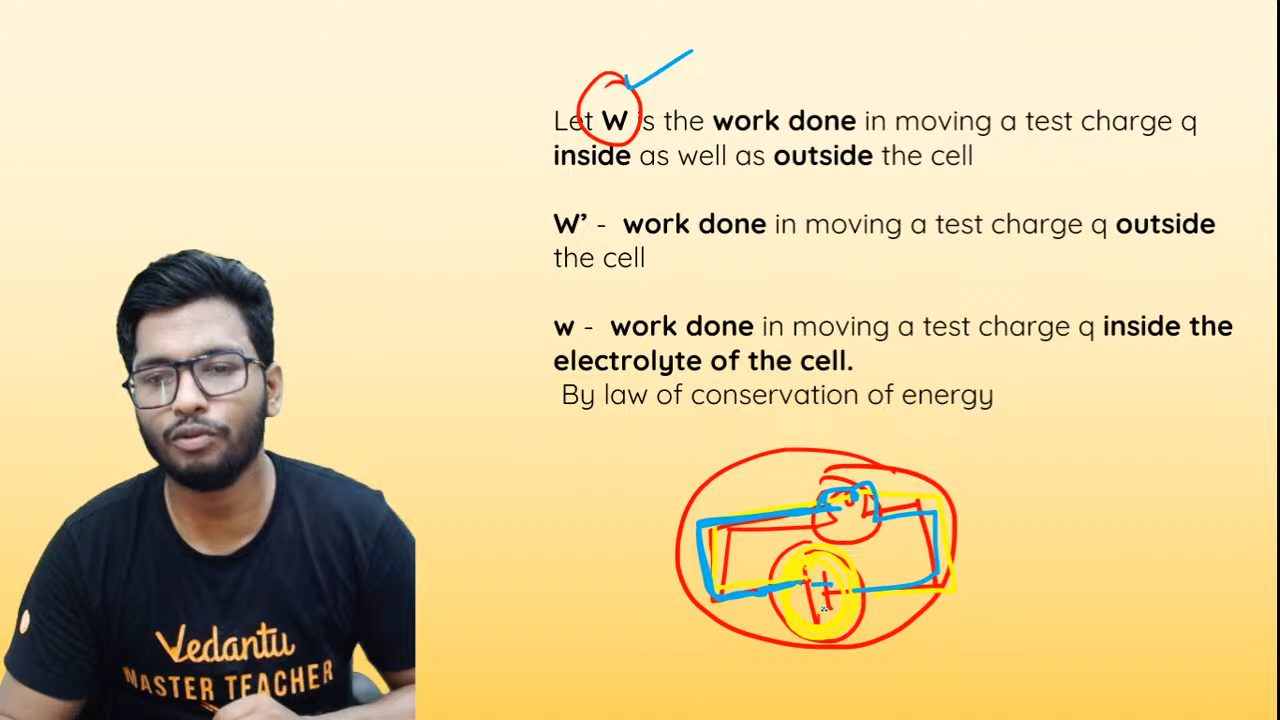 Let W is the work done in moving a test charge q
inside as well as outside the cell
W’ - work done in moving a test charge q outside
the cell
w - work done in moving a test charge q inside the
electrolyte of the cell.
By law of conservation of energy
Vedantu
MASTER TEACHER